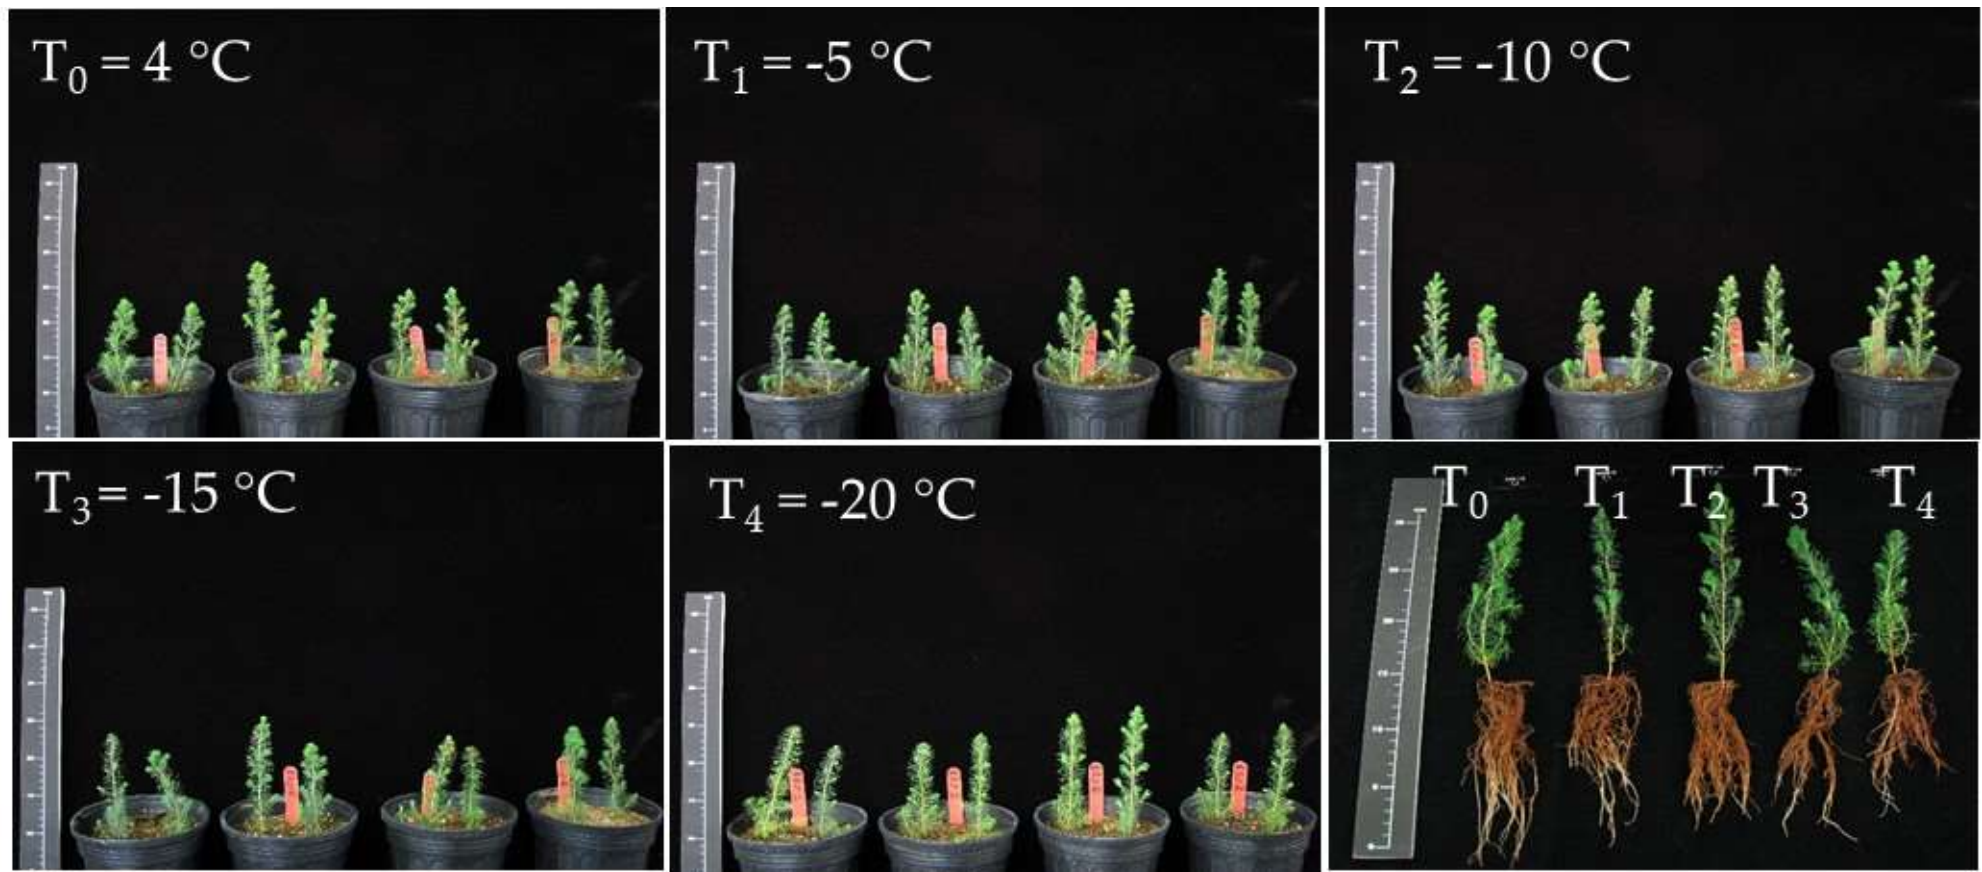 T₀ = 4 °C
T₁ = -5 °C
T₂ = -10 °C
T₃ = -15 °C
T₄ = -20 °C
T₀ T₁ T₂ T₃ T₄